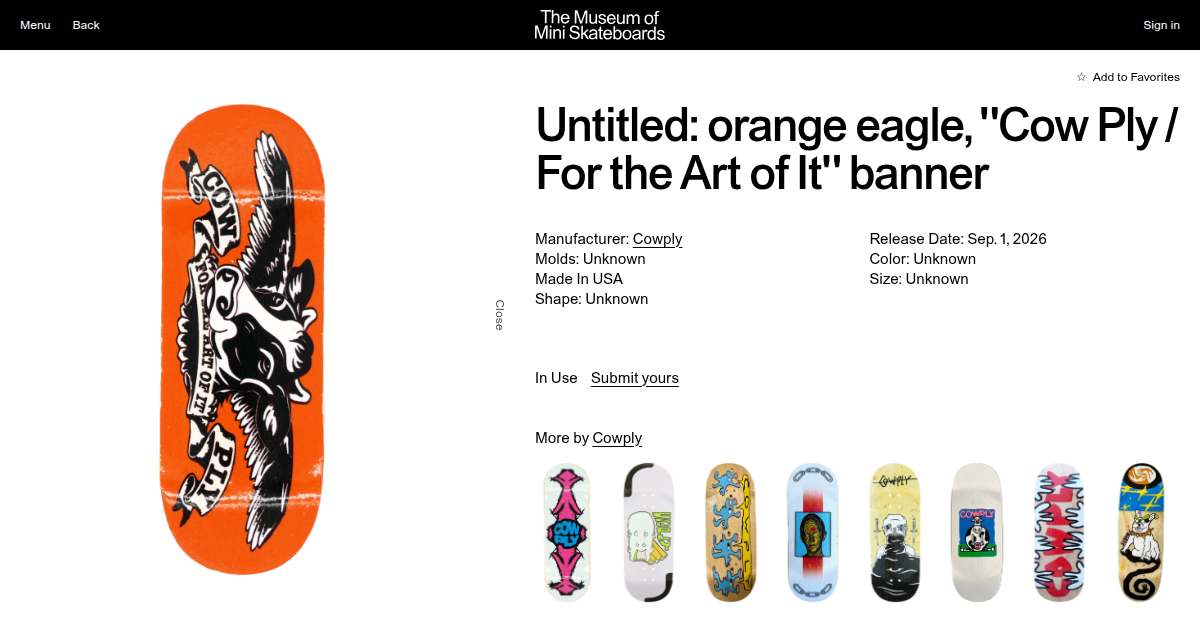 Menu
Back
The Museum of
Mini Skateboards
Sign in
☆ Add to Favorites
Untitled: orange eagle, "Cow Ply /
For the Art of It" banner
Manufacturer: Cowply
Molds: Unknown
Made In USA
Shape: Unknown
Release Date: Sep. 1, 2026
Color: Unknown
Size: Unknown
Close
In Use
Submit yours
More by Cowply
COW
FOR THE ART OF IT
PLY
COWPLY
COWPLY